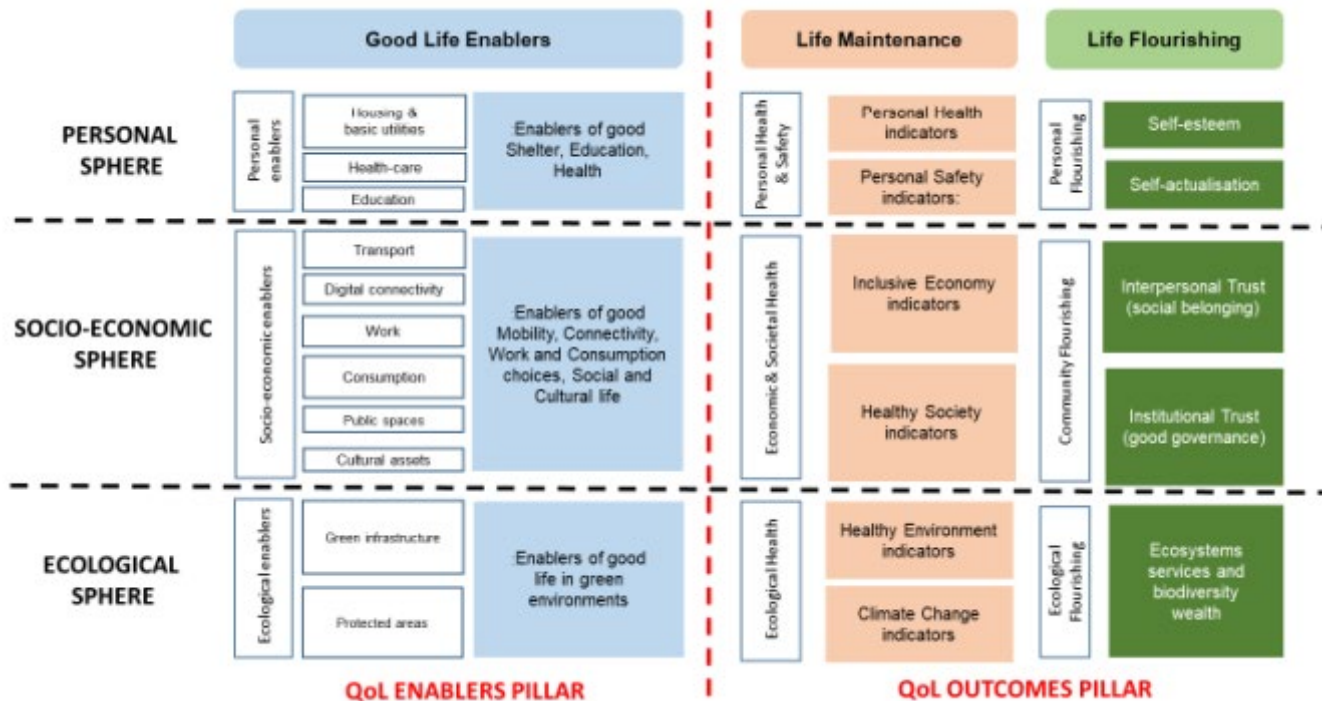 Good Life Enablers
Life Maintenance
Life Flourishing
PERSONAL
SPHERE
Personal
enablers
Housing &
basic utilities
Health-care
Education
Enablers of good
Shelter, Education,
Health
Personal Health
& Safety
Personal Health
indicators
Personal Safety
indicators:
Personal
Flourishing
Self-esteem
Self-actualisation
SOCIO-ECONOMIC
SPHERE
Socio-economic enablers
Transport
Digital connectivity
Work
Consumption
Public spaces
Cultural assets
Enablers of good
Mobility, Connectivity,
Work and Consumption
choices, Social and
Cultural life
Economic & Societal Health
Inclusive Economy
indicators
Healthy Society
indicators
Community Flourishing
Interpersonal Trust
(social belonging)
Institutional Trust
(good governance)
ECOLOGICAL
SPHERE
Ecological enablers
Green infrastructure
Protected areas
Enablers of good
life in green
environments
Ecological Health
Healthy Environment
indicators
Climate Change
indicators
Ecological
Flourishing
Ecosystems
services and
biodiversity
wealth
QoL ENABLERS PILLAR
QoL OUTCOMES PILLAR